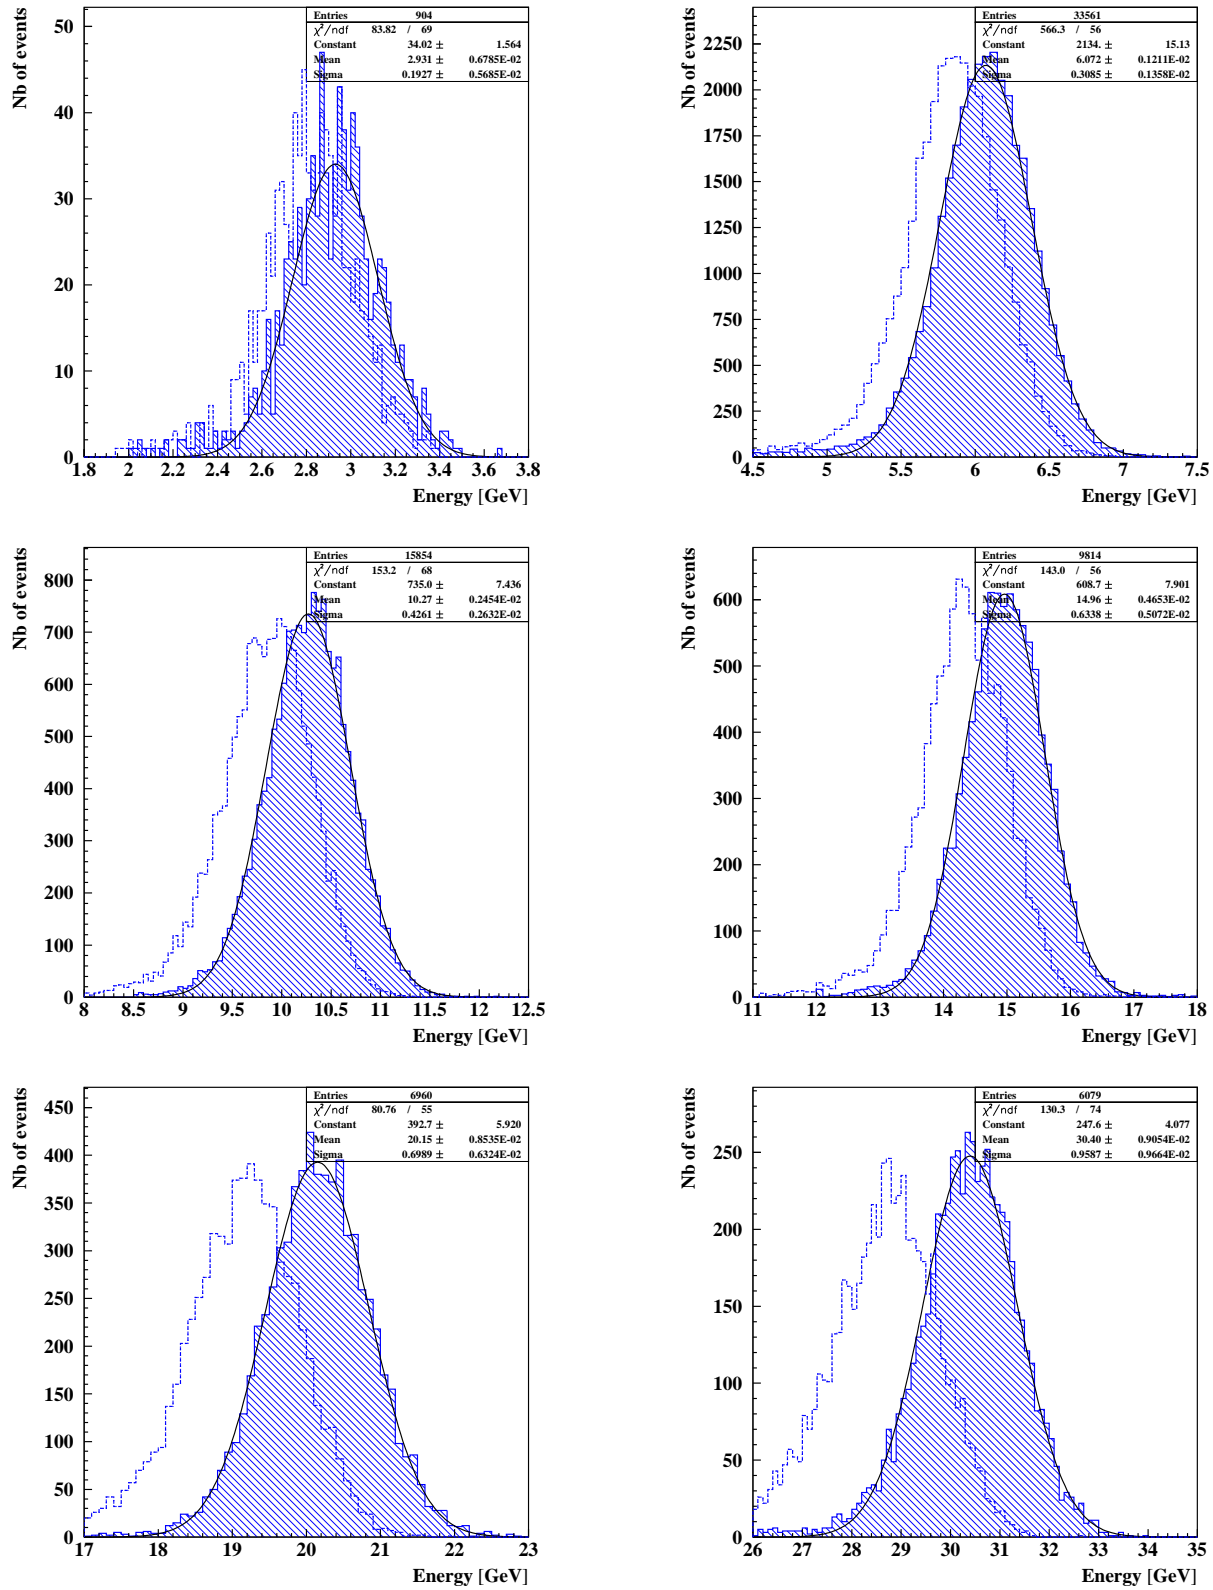 Nb of events
Entries 904
χ²/ndf 83.82 / 69
Constant 34.02 ± 1.564
Mean 2.931 ± 0.6785E-02
Sigma 0.1927 ± 0.5685E-02
50
40
30
20
10
0
1.8 2 2.2 2.4 2.6 2.8 3 3.2 3.4 3.6 3.8
Energy [GeV]
Nb of events
Entries 33561
χ²/ndf 566.3 / 56
Constant 2134. ± 15.13
Mean 6.072 ± 0.1211E-02
Sigma 0.3085 ± 0.1358E-02
2250
2000
1750
1500
1250
1000
750
500
250
0
4.5 5 5.5 6 6.5 7 7.5
Energy [GeV]
Nb of events
Entries 15854
χ²/ndf 153.2 / 68
Constant 735.0 ± 7.436
Mean 10.27 ± 0.2454E-02
Sigma 0.4261 ± 0.2632E-02
800
700
600
500
400
300
200
100
0
8 8.5 9 9.5 10 10.5 11 11.5 12 12.5
Energy [GeV]
Nb of events
Entries 9814
χ²/ndf 143.0 / 56
Constant 608.7 ± 7.901
Mean 14.96 ± 0.4653E-02
Sigma 0.6338 ± 0.5072E-02
600
500
400
300
200
100
0
11 12 13 14 15 16 17 18
Energy [GeV]
Nb of events
Entries 6960
χ²/ndf 80.76 / 55
Constant 392.7 ± 5.920
Mean 20.15 ± 0.8535E-02
Sigma 0.6989 ± 0.6324E-02
450
400
350
300
250
200
150
100
50
0
17 18 19 20 21 22 23
Energy [GeV]
Nb of events
Entries 6079
χ²/ndf 130.3 / 74
Constant 247.6 ± 4.077
Mean 30.40 ± 0.9054E-02
Sigma 0.9587 ± 0.9664E-02
250
200
150
100
50
0
26 27 28 29 30 31 32 33 34 35
Energy [GeV]